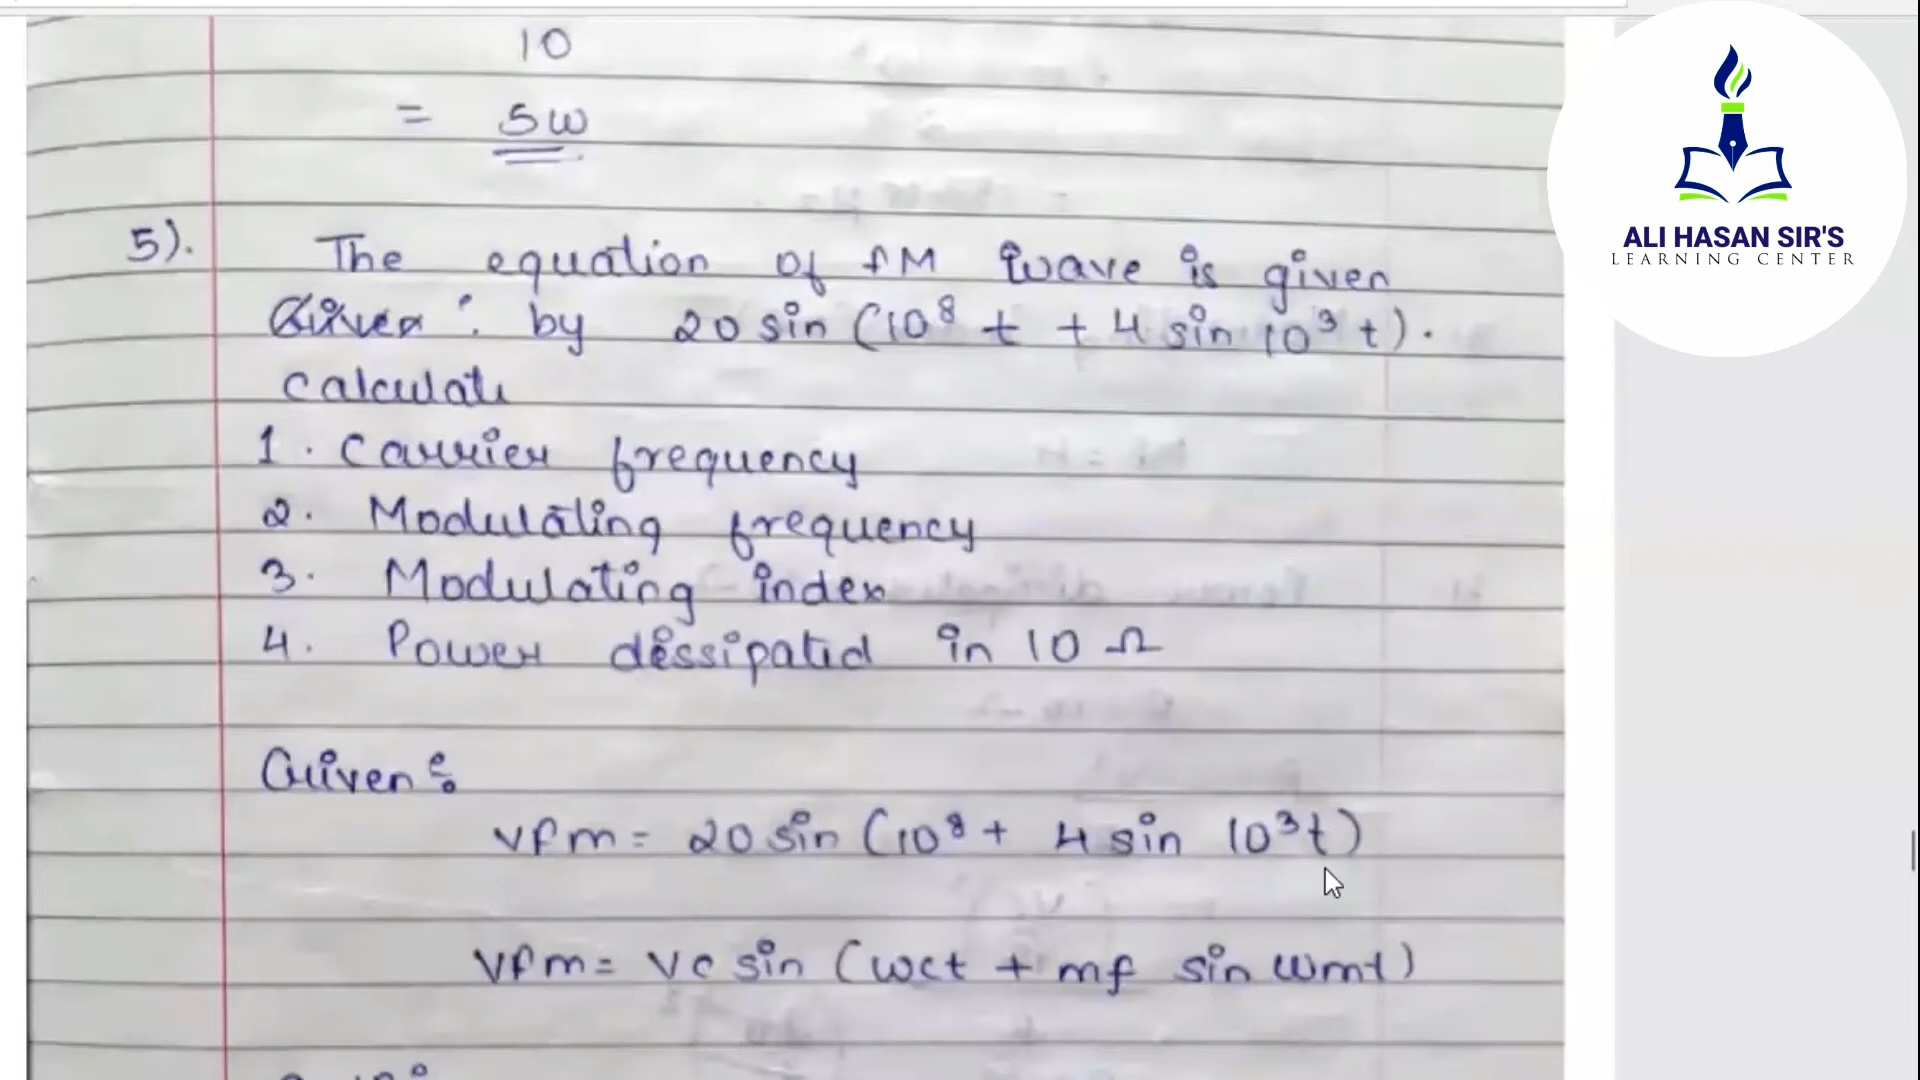 10
= 5w
5). The equation of fM wave is given
by 20 sin (10⁸ t + 4 sin 10³ t).
calculate
1. Carrier frequency
2. Modulating frequency
3. Modulating index
4. Power dissipated in 10 Ω
Given :
vfm = 20 sin (10⁸ + 4 sin 10³t)
vfm = vc sin (wct + mf sin wmt)
ALI HASAN SIR'S
LEARNING CENTER